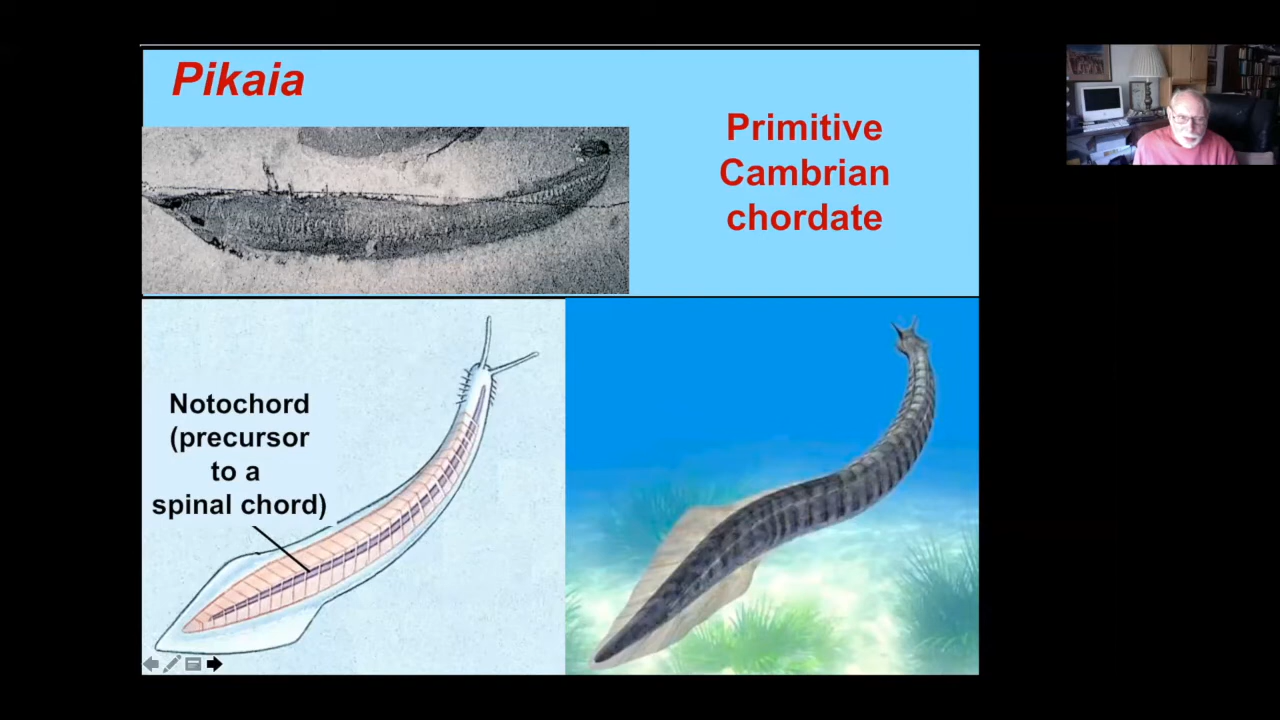 Pikaia
Primitive
Cambrian
chordate
Notochord
(precursor
to a
spinal chord)